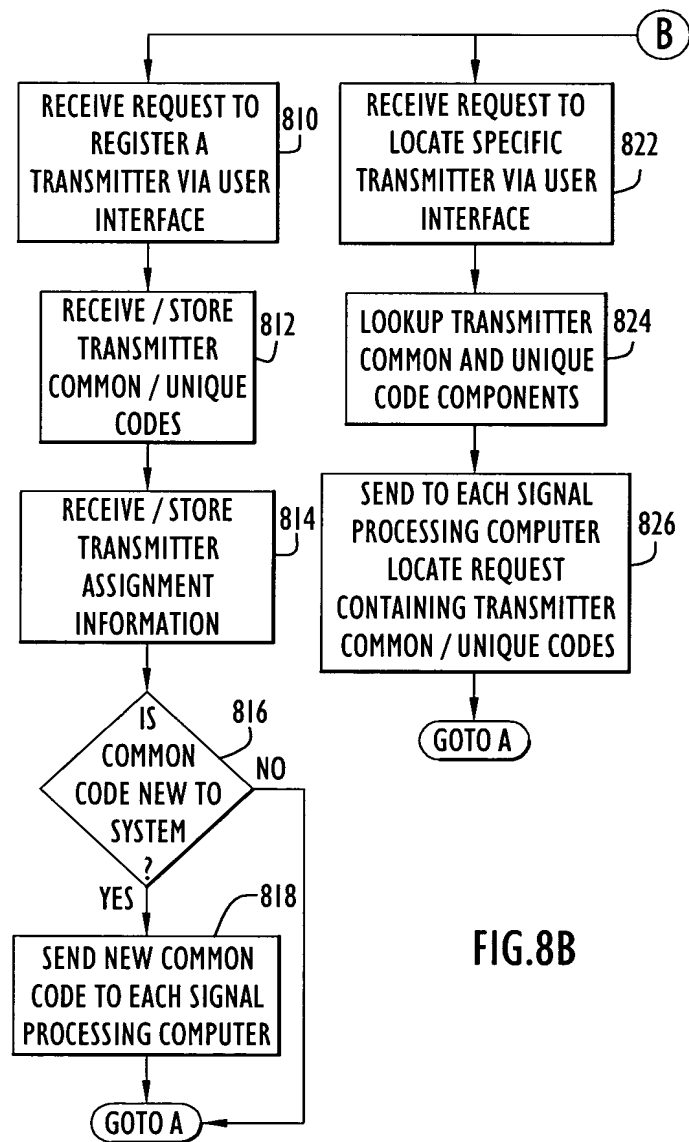 B
RECEIVE REQUEST TO
REGISTER A
TRANSMITTER VIA USER
INTERFACE
810
RECEIVE / STORE
TRANSMITTER
COMMON / UNIQUE
CODES
812
RECEIVE / STORE
TRANSMITTER
ASSIGNMENT
INFORMATION
814
IS
COMMON
CODE NEW TO
SYSTEM
?
816
NO
YES
SEND NEW COMMON
CODE TO EACH SIGNAL
PROCESSING COMPUTER
818
GOTO A
RECEIVE REQUEST TO
LOCATE SPECIFIC
TRANSMITTER VIA USER
INTERFACE
822
LOOKUP TRANSMITTER
COMMON AND UNIQUE
CODE COMPONENTS
824
SEND TO EACH SIGNAL
PROCESSING COMPUTER
LOCATE REQUEST
CONTAINING TRANSMITTER
COMMON / UNIQUE CODES
826
GOTO A
FIG.8B